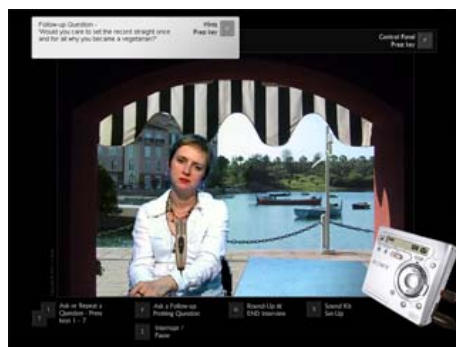 Follow-up Question -
'Would you care to set the record straight once
and for all why you became a vegetarian?'
Hints
Press key
Control Panel
Press key
Ask or Repeat a
Question - Press
keys 1 - 7
Ask a Follow-up
Probing Question
Interrupt /
Pause
Round-Up &
END Interview
Sound Kit
Set-Up